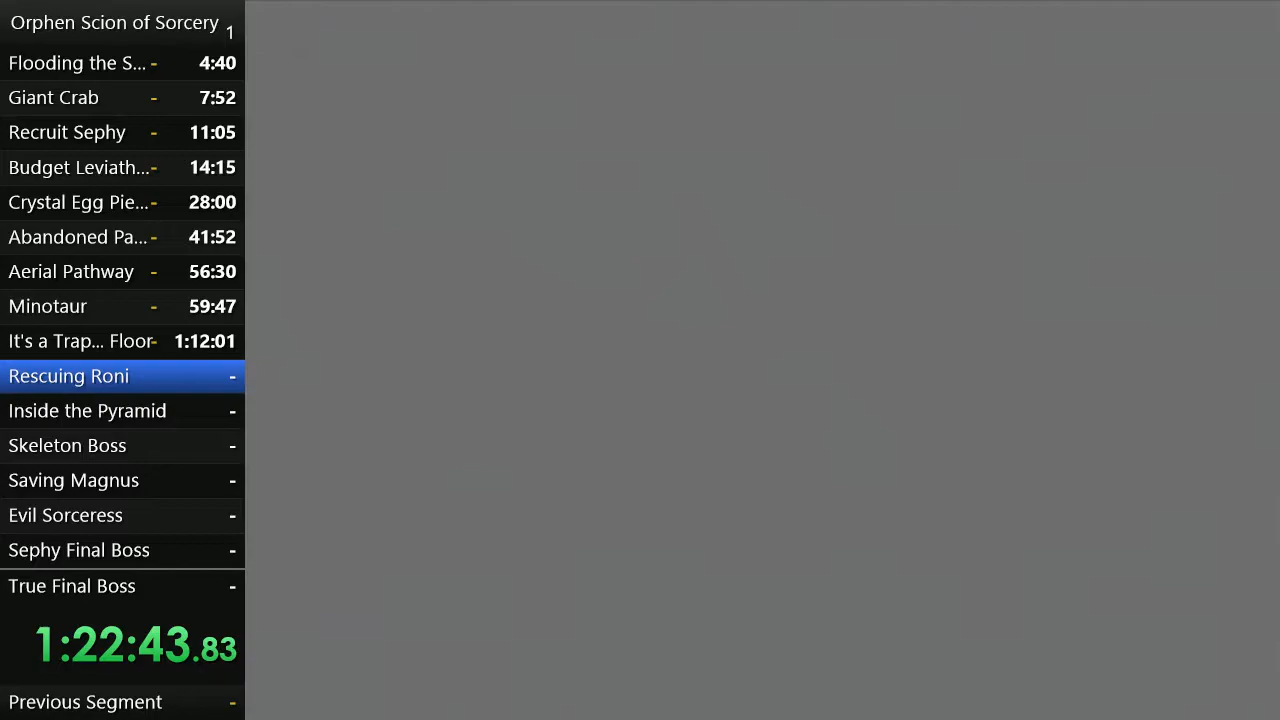 Orphen Scion of Sorcery 1
Flooding the S... - 4:40
Giant Crab - 7:52
Recruit Sephy - 11:05
Budget Leviath... - 14:15
Crystal Egg Pie... - 28:00
Abandoned Pa... - 41:52
Aerial Pathway - 56:30
Minotaur - 59:47
It's a Trap... Floor - 1:12:01
Rescuing Roni -
Inside the Pyramid -
Skeleton Boss -
Saving Magnus -
Evil Sorceress -
Sephy Final Boss -
True Final Boss -
1:22:43.83
Previous Segment -